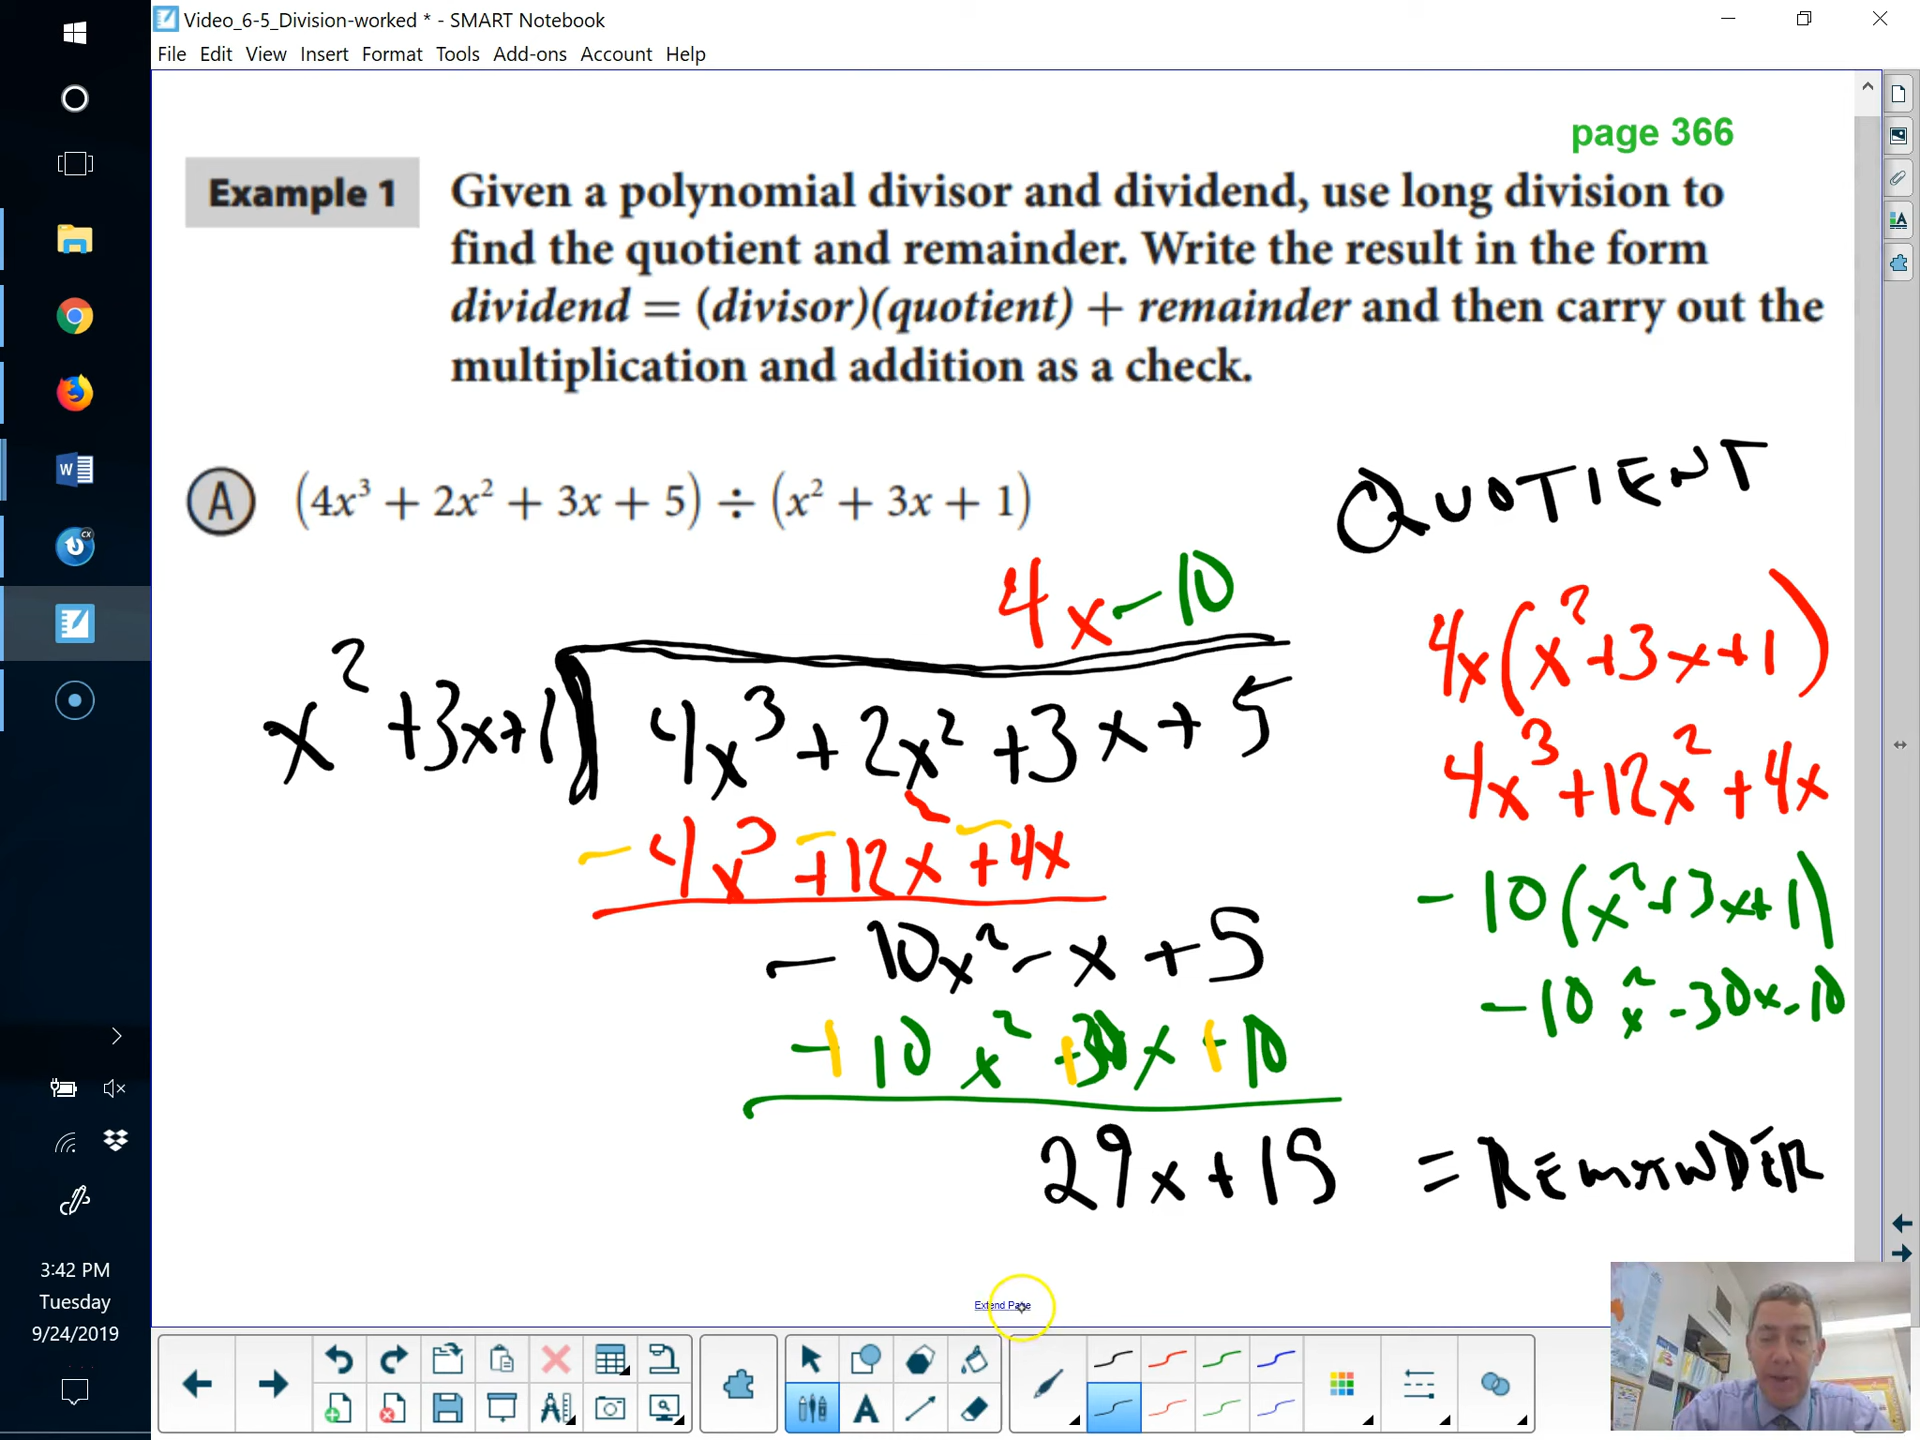 Video_6-5_Division-worked * - SMART Notebook
File Edit View Insert Format Tools Add-ons Account Help
page 366
Example 1 Given a polynomial divisor and dividend, use long division to
find the quotient and remainder. Write the result in the form
dividend = (divisor)(quotient) + remainder and then carry out the
multiplication and addition as a check.
A (4x³ + 2x² + 3x + 5) ÷ (x² + 3x + 1)
QUOTIENT
4x - 10
4x(x² + 3x + 1)
x² + 3x + 1 4x³ + 2x² + 3x + 5
4x³ + 12x² + 4x
- 4x³ + 12x² + 4x
- 10(x² + 3x + 1)
- 10x² - x + 5
- 10x² - 30x - 10
+ 10x² + 30x + 10
29x + 15 = REMAINDER
3:42 PM
Tuesday
9/24/2019
Extend Page